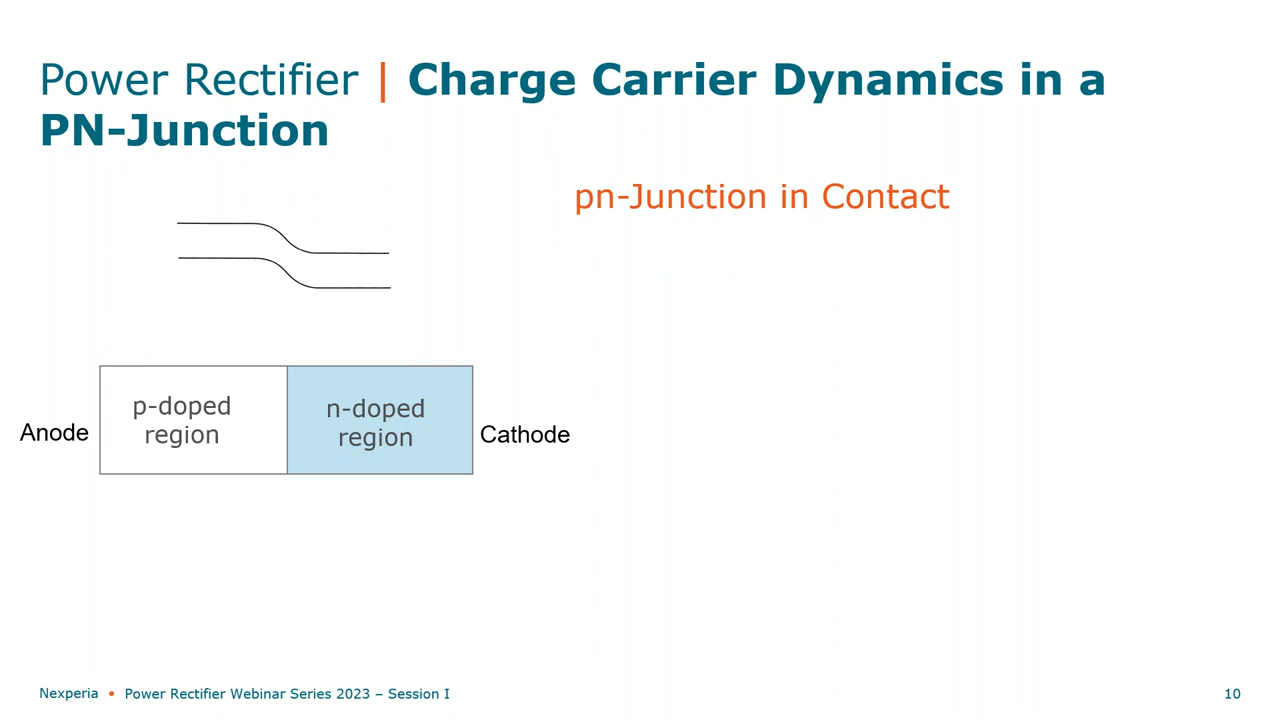 Power Rectifier | Charge Carrier Dynamics in a
PN-Junction
pn-Junction in Contact
p-doped
region
n-doped
region
Anode
Cathode
Nexperia • Power Rectifier Webinar Series 2023 – Session I
10